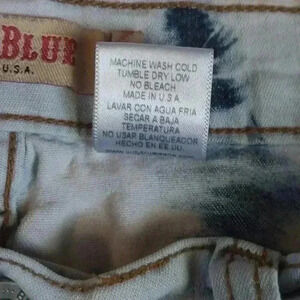 BLUE
U.S.A.
MACHINE WASH COLD
TUMBLE DRY LOW
NO BLEACH
MADE IN U.S.A
LAVAR CON AGUA FRIA
SECAR A BAJA
TEMPERATURA
NO USAR BLANQUEADOR
HECHO EN EE.UU.